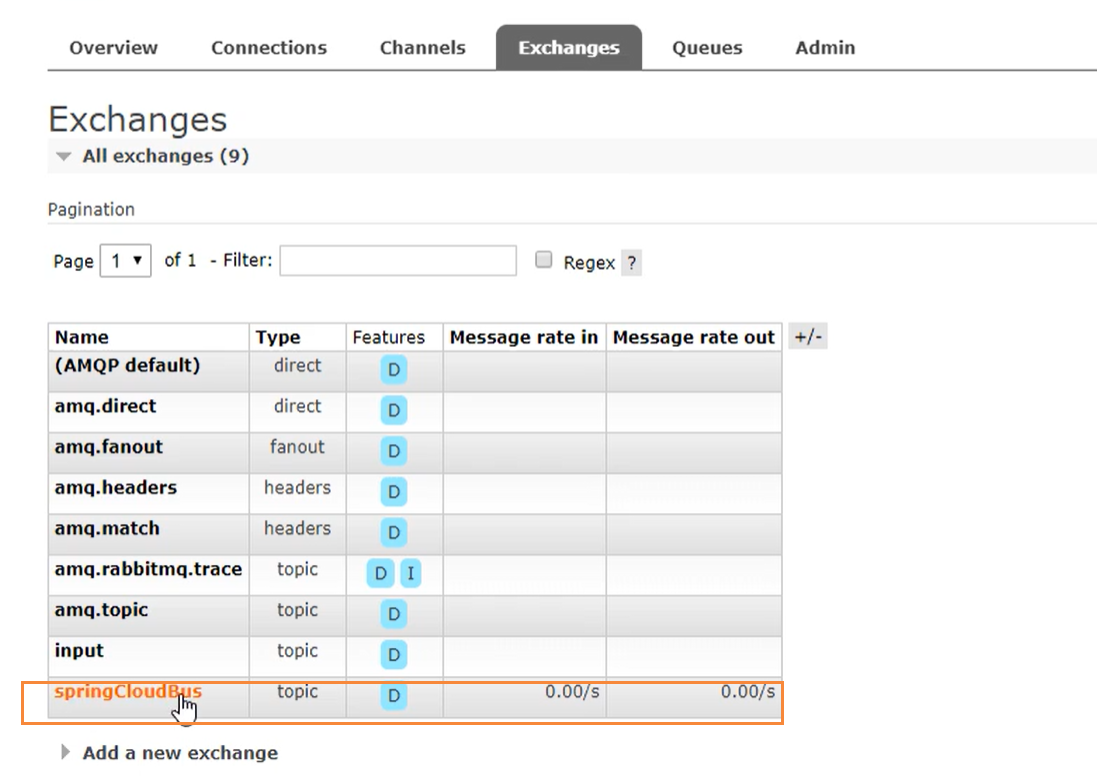 Overview Connections Channels Exchanges Queues Admin
Exchanges
All exchanges (9)
Pagination
Page 1 of 1 - Filter: Regex ?
Name Type Features Message rate in Message rate out +/-
(AMQP default) direct D
amq.direct direct D
amq.fanout fanout D
amq.headers headers D
amq.match headers D
amq.rabbitmq.trace topic D I
amq.topic topic D
input topic D
springCloudBus topic D 0.00/s 0.00/s
Add a new exchange